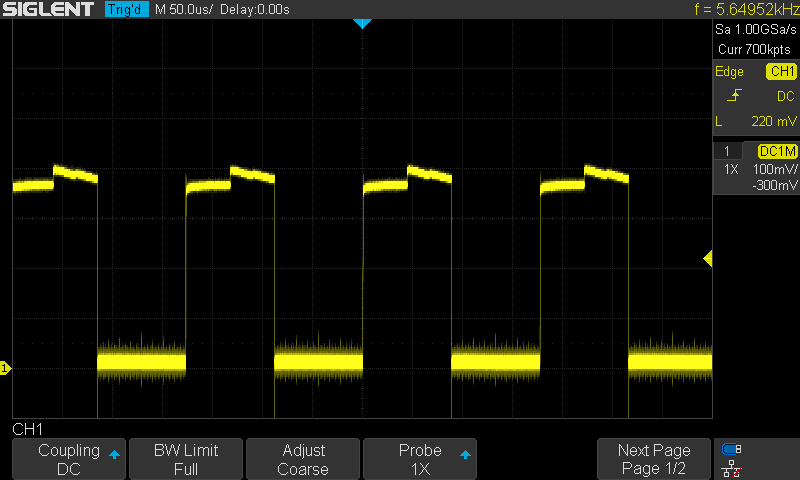 SIGLENT Trig'd M 50.0us/ Delay:0.00s f = 5.64952kHz
Sa 1.00GSa/s
Curr 700kpts
Edge CH1
DC
L 220 mV
1 DC1M
1X 100mV/
-300mV
1
CH1
Coupling
DC
BW Limit
Full
Adjust
Coarse
Probe
1X
Next Page
Page 1/2